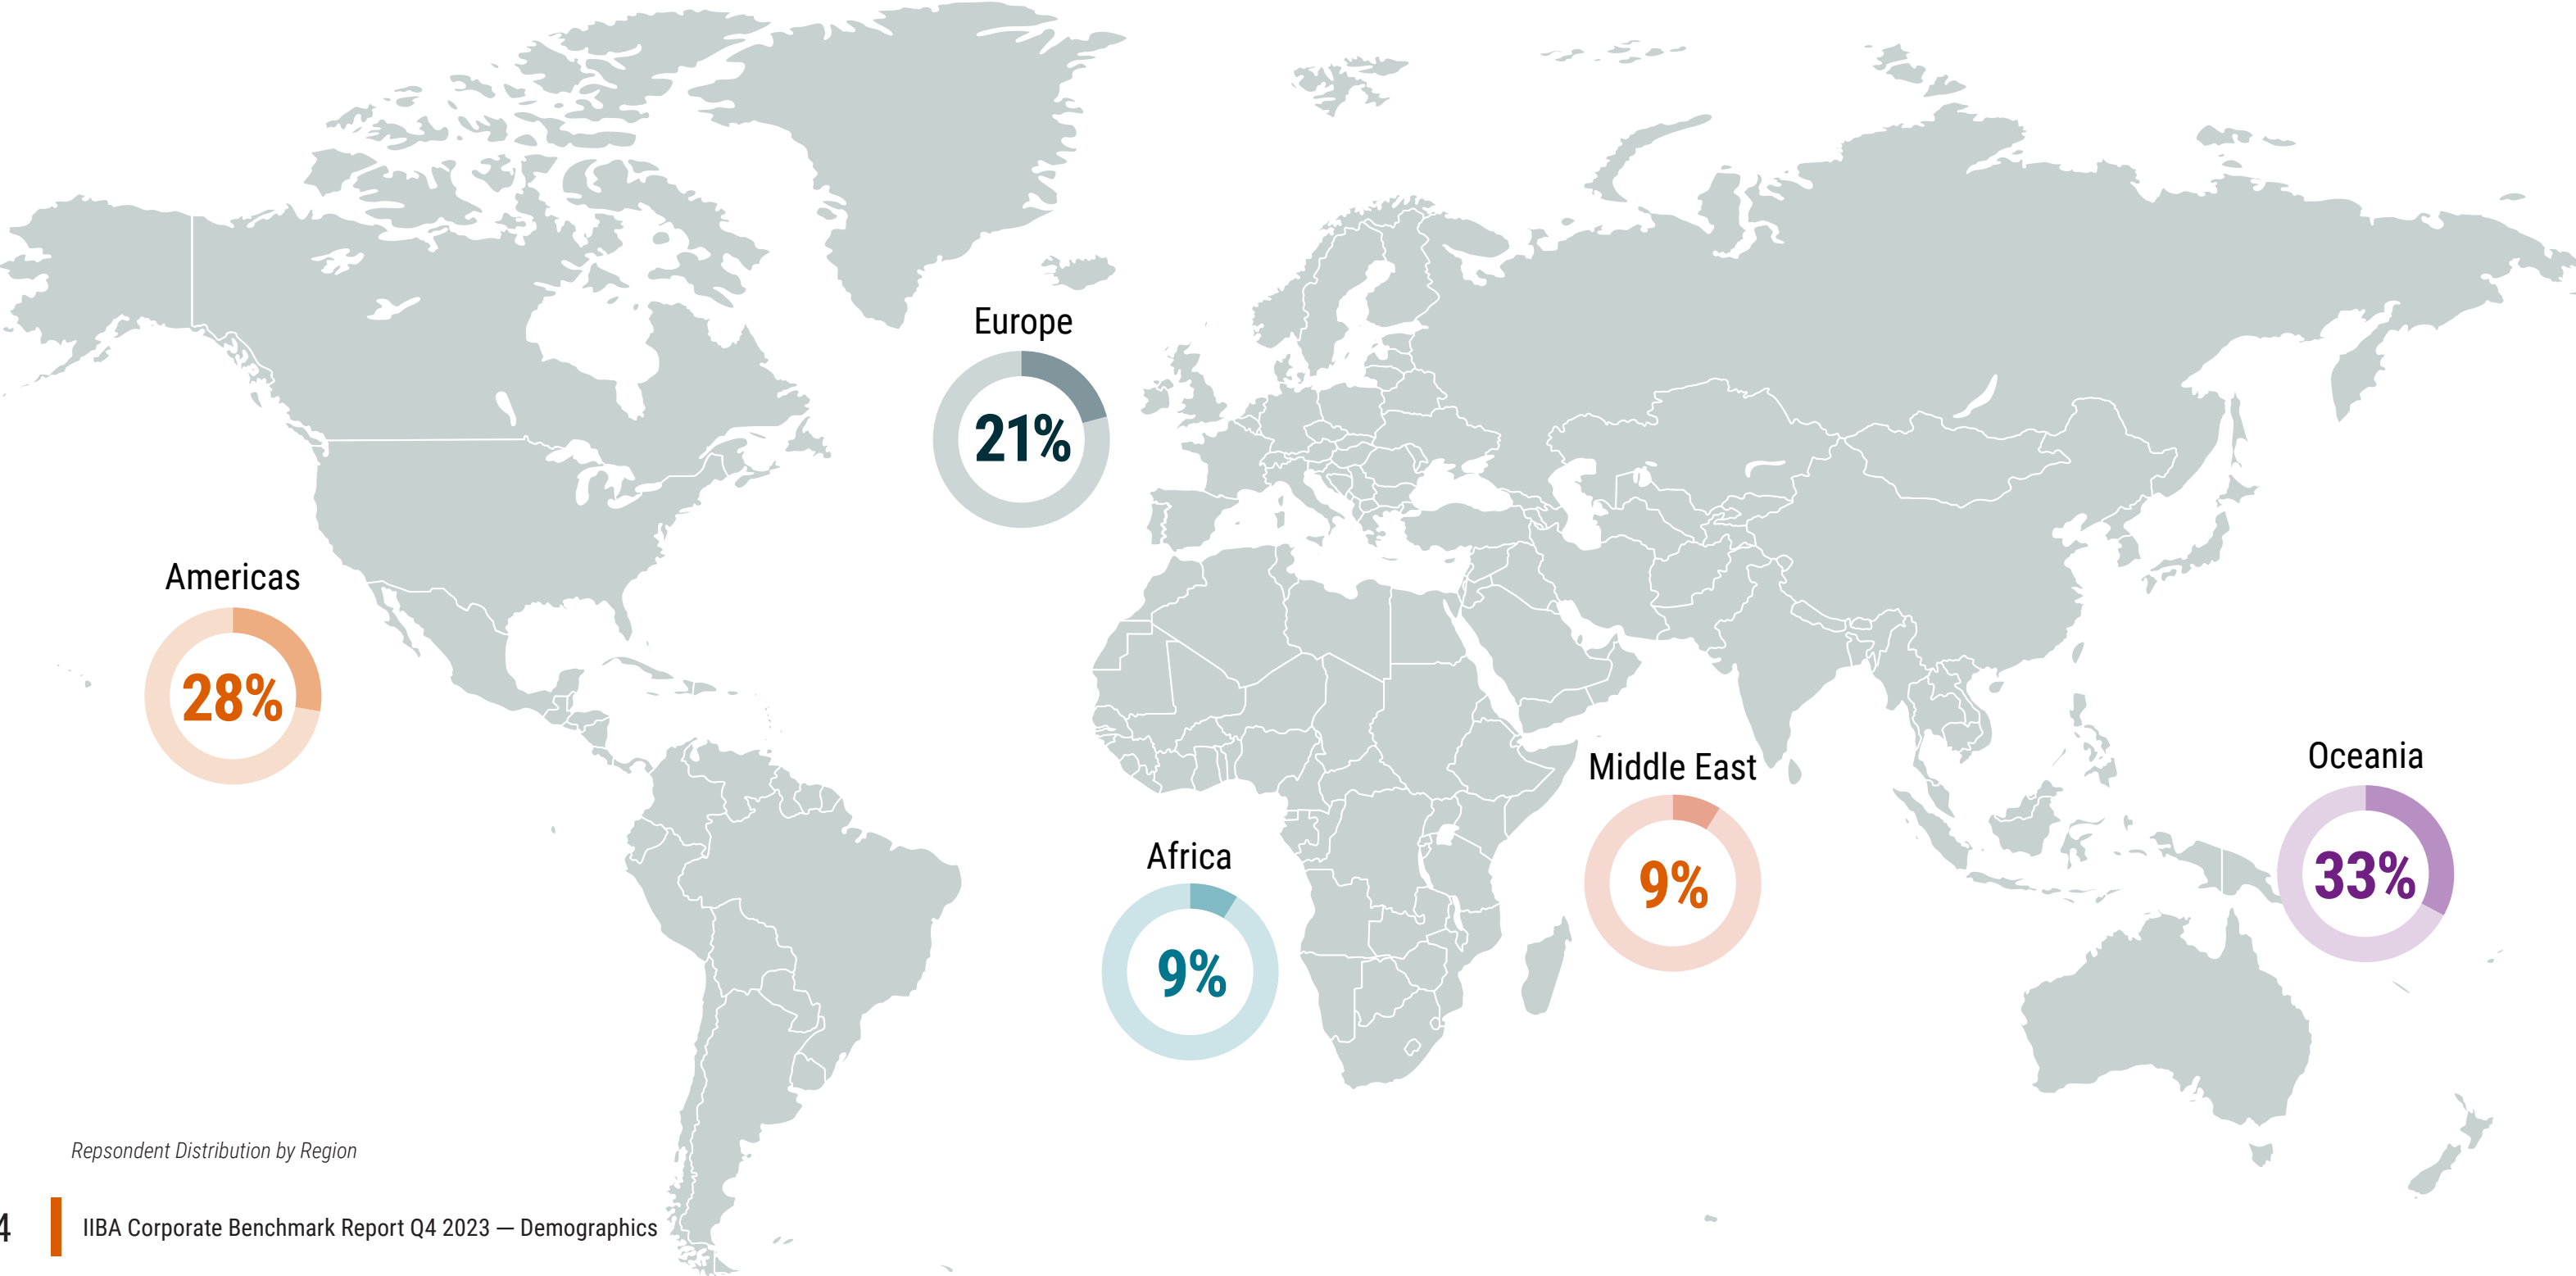 Europe
21%
Americas
28%
Middle East
9%
Oceania
33%
Africa
9%
Repsondent Distribution by Region
4
IIBA Corporate Benchmark Report Q4 2023 — Demographics